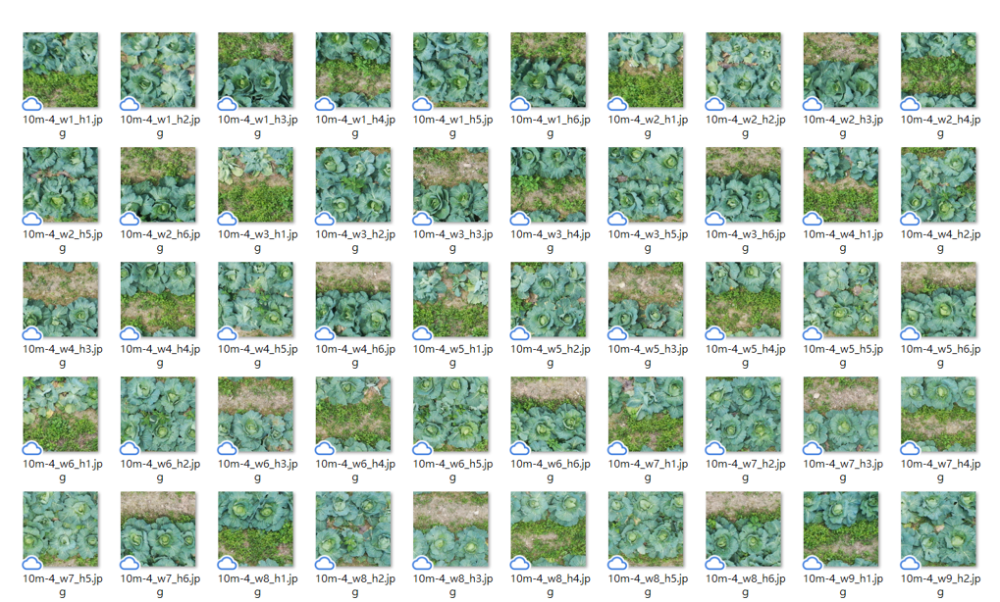 10m-4_w1_h1.jpg
10m-4_w1_h2.jpg
10m-4_w1_h3.jpg
10m-4_w1_h4.jpg
10m-4_w1_h5.jpg
10m-4_w1_h6.jpg
10m-4_w2_h1.jpg
10m-4_w2_h2.jpg
10m-4_w2_h3.jpg
10m-4_w2_h4.jpg
10m-4_w2_h5.jpg
10m-4_w2_h6.jpg
10m-4_w3_h1.jpg
10m-4_w3_h2.jpg
10m-4_w3_h3.jpg
10m-4_w3_h4.jpg
10m-4_w3_h5.jpg
10m-4_w3_h6.jpg
10m-4_w4_h1.jpg
10m-4_w4_h2.jpg
10m-4_w4_h3.jpg
10m-4_w4_h4.jpg
10m-4_w4_h5.jpg
10m-4_w4_h6.jpg
10m-4_w5_h1.jpg
10m-4_w5_h2.jpg
10m-4_w5_h3.jpg
10m-4_w5_h4.jpg
10m-4_w5_h5.jpg
10m-4_w5_h6.jpg
10m-4_w6_h1.jpg
10m-4_w6_h2.jpg
10m-4_w6_h3.jpg
10m-4_w6_h4.jpg
10m-4_w6_h5.jpg
10m-4_w6_h6.jpg
10m-4_w7_h1.jpg
10m-4_w7_h2.jpg
10m-4_w7_h3.jpg
10m-4_w7_h4.jpg
10m-4_w7_h5.jpg
10m-4_w7_h6.jpg
10m-4_w8_h1.jpg
10m-4_w8_h2.jpg
10m-4_w8_h3.jpg
10m-4_w8_h4.jpg
10m-4_w8_h5.jpg
10m-4_w8_h6.jpg
10m-4_w9_h1.jpg
10m-4_w9_h2.jpg